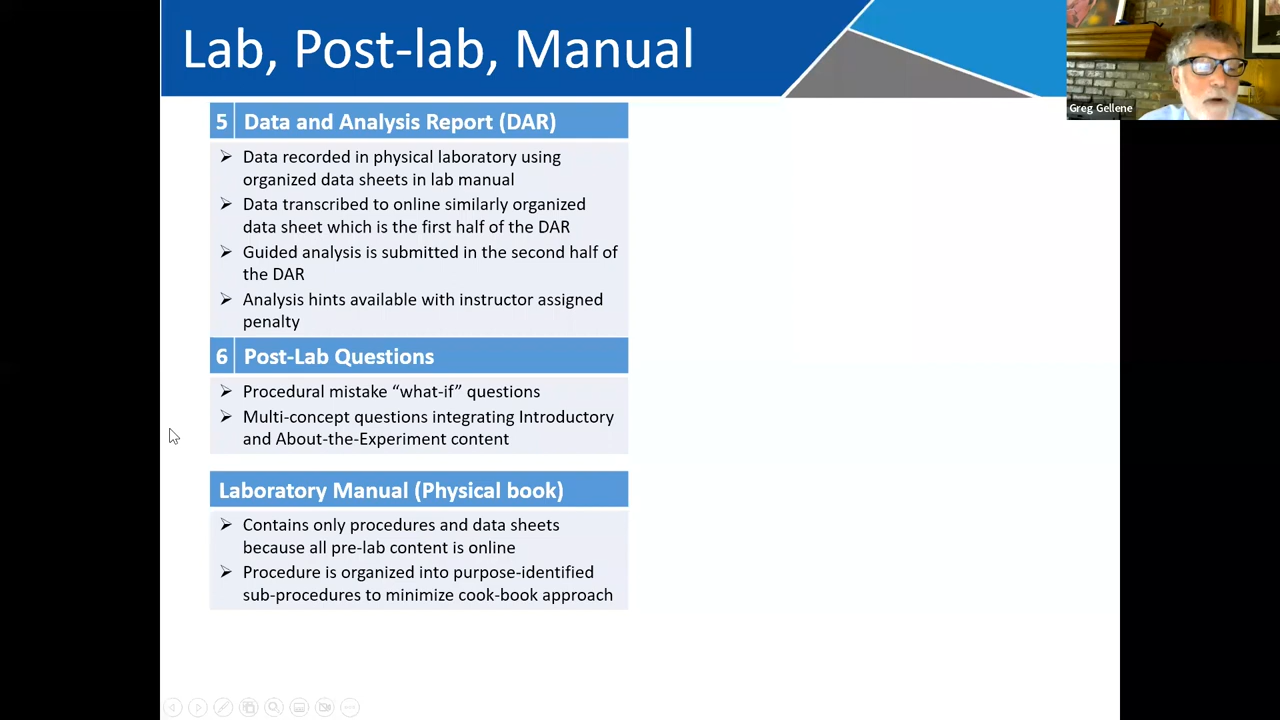 Lab, Post-lab, Manual
Greg Gellene
5 Data and Analysis Report (DAR)
Data recorded in physical laboratory using
organized data sheets in lab manual
Data transcribed to online similarly organized
data sheet which is the first half of the DAR
Guided analysis is submitted in the second half of
the DAR
Analysis hints available with instructor assigned
penalty
6 Post-Lab Questions
Procedural mistake “what-if” questions
Multi-concept questions integrating Introductory
and About-the-Experiment content
Laboratory Manual (Physical book)
Contains only procedures and data sheets
because all pre-lab content is online
Procedure is organized into purpose-identified
sub-procedures to minimize cook-book approach